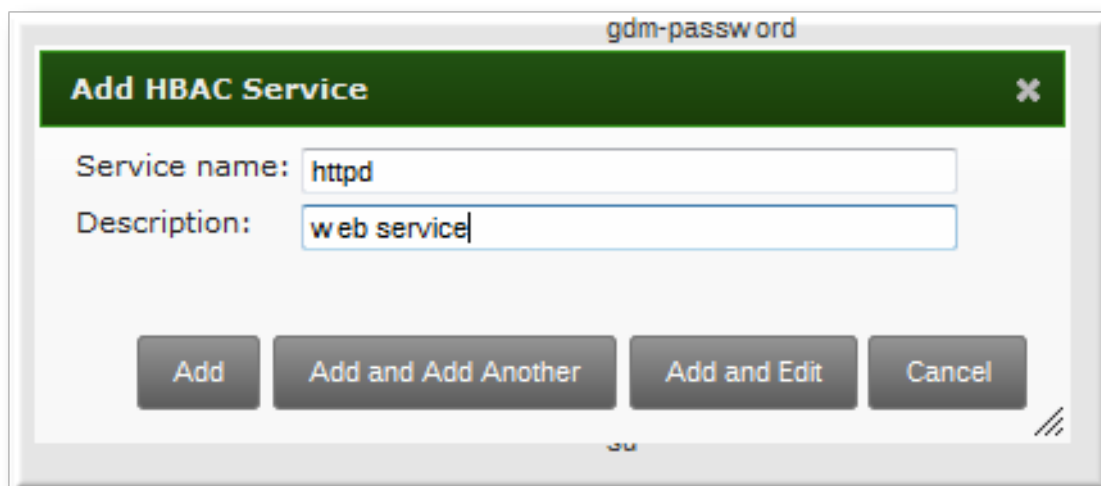 gdm-password
Add HBAC Service
Service name: httpd
Description: web service
Add Add and Add Another Add and Edit Cancel